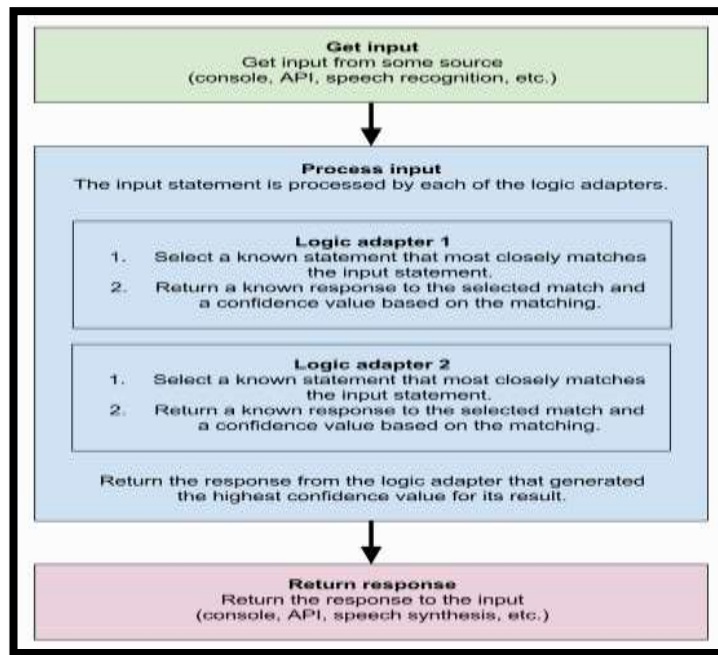 Get input
Get input from some source
(console, API, speech recognition, etc.)
Process input
The input statement is processed by each of the logic adapters.
Logic adapter 1
1. Select a known statement that most closely matches
the input statement.
2. Return a known response to the selected match and
a confidence value based on the matching.
Logic adapter 2
1. Select a known statement that most closely matches
the input statement.
2. Return a known response to the selected match and
a confidence value based on the matching.
Return the response from the logic adapter that generated
the highest confidence value for its result.
Return response
Return the response to the input
(console, API, speech synthesis, etc.)